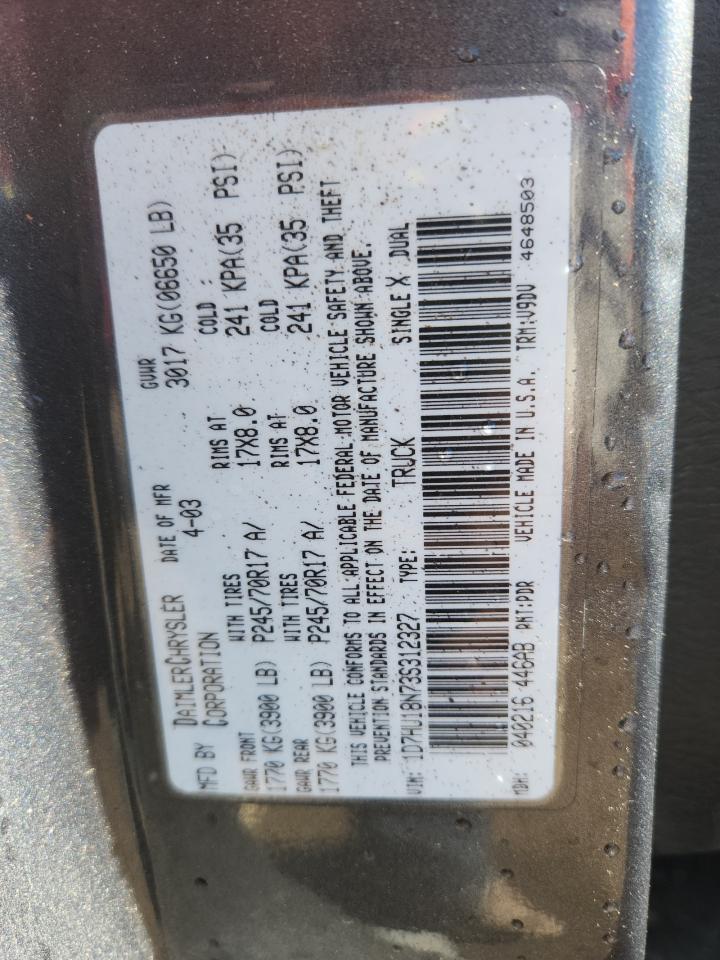 MFD BY DAIMLERCHRYSLER CORPORATION DATE OF MFR 4-03 GVWR 3017 KG(06650 LB)
GAWR FRONT WITH TIRES RIMS AT COLD :
1770 KG(3900 LB) P245/70R17 A/ 17X8.0 241 KPA(35 PSI)
GAWR REAR WITH TIRES RIMS AT COLD
1770 KG(3900 LB) P245/70R17 A/ 17X8.0 241 KPA(35 PSI)
THIS VEHICLE CONFORMS TO ALL APPLICABLE FEDERAL MOTOR VEHICLE SAFETY AND THEFT
PREVENTION STANDARDS IN EFFECT ON THE DATE OF MANUFACTURE SHOWN ABOVE.
VIN: 1D7HU18N73S312327 TYPE: TRUCK SINGLE X DUAL
MDH: 040216 446AB PNT:PDR VEHICLE MADE IN U.S.A. TRM:V9DV 4648503